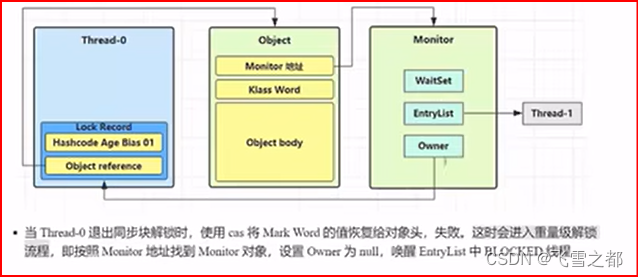 Thread-0
Object
Monitor
Monitor 地址
Klass Word
Object body
WaitSet
EntryList
Owner
Thread-1
Lock Record
Hashcode Age Bias 01
Object reference
• 当 Thread-0 退出同步块解锁时，使用 cas 将 Mark Word 的值恢复给对象头，失败。这时会进入重量级解锁
流程，即按照 Monitor 地址找到 Monitor 对象，设置 Owner 为 null，唤醒 EntryList 中 BLOCKED 线程
CSDN @飞雪之都